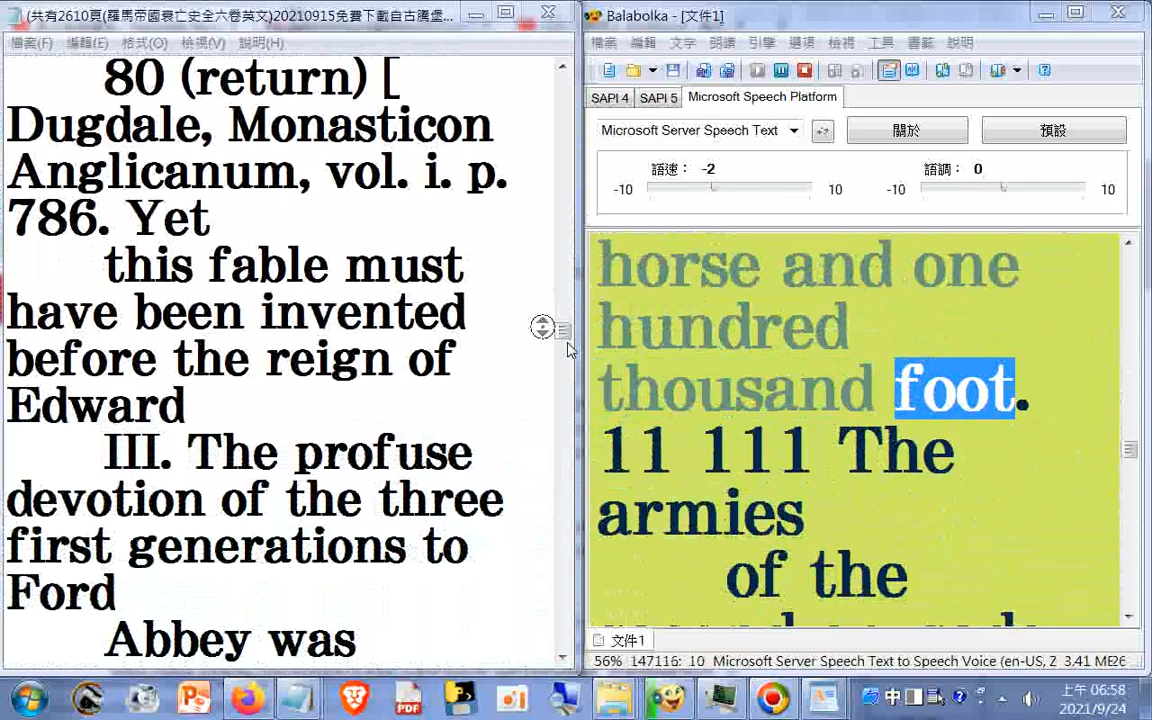 (共有2610頁(羅馬帝國衰亡史全六卷英文)20210915免費下載自古騰堡...
檔案(F) 編輯(E) 格式(O) 檢視(V) 說明(H)
80 (return) [
Dugdale, Monasticon
Anglicanum, vol. i. p.
786. Yet
this fable must
have been invented
before the reign of
Edward
III. The profuse
devotion of the three
first generations to
Ford
Abbey was
Balabolka - [文件1]
檔案 編輯 文字 朗讀 引擎 選項 檢視 工具 書籤 說明
SAPI 4 SAPI 5 Microsoft Speech Platform
Microsoft Server Speech Text 關於 預設
語速： -2 語調： 0
-10 10 -10 10
horse and one
hundred
thousand foot.
11 111 The
armies
of the
文件1
56% 147116: 10 Microsoft Server Speech Text to Speech Voice (en-US, 2 3,41 ME26
中
上午 06:58
2021/9/24